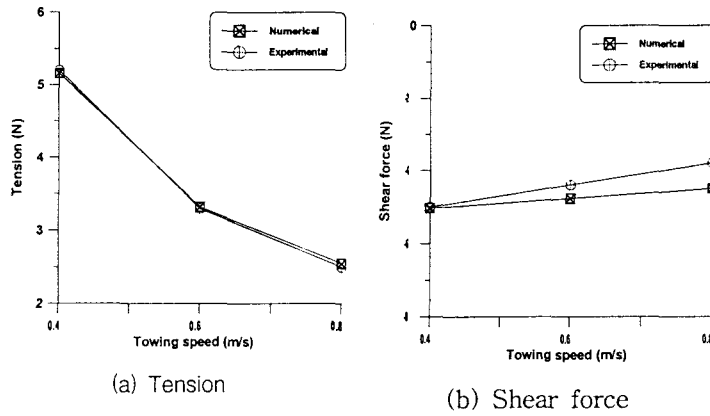 6
5
4
3
2
Tension (N)
Numerical
Experimental
0.4
0.6
0.8
Towing speed (m/s)
(a) Tension
0
Shear force (N)
Numerical
Experimental
0.4
0.6
Towing speed (m/s)
(b) Shear force